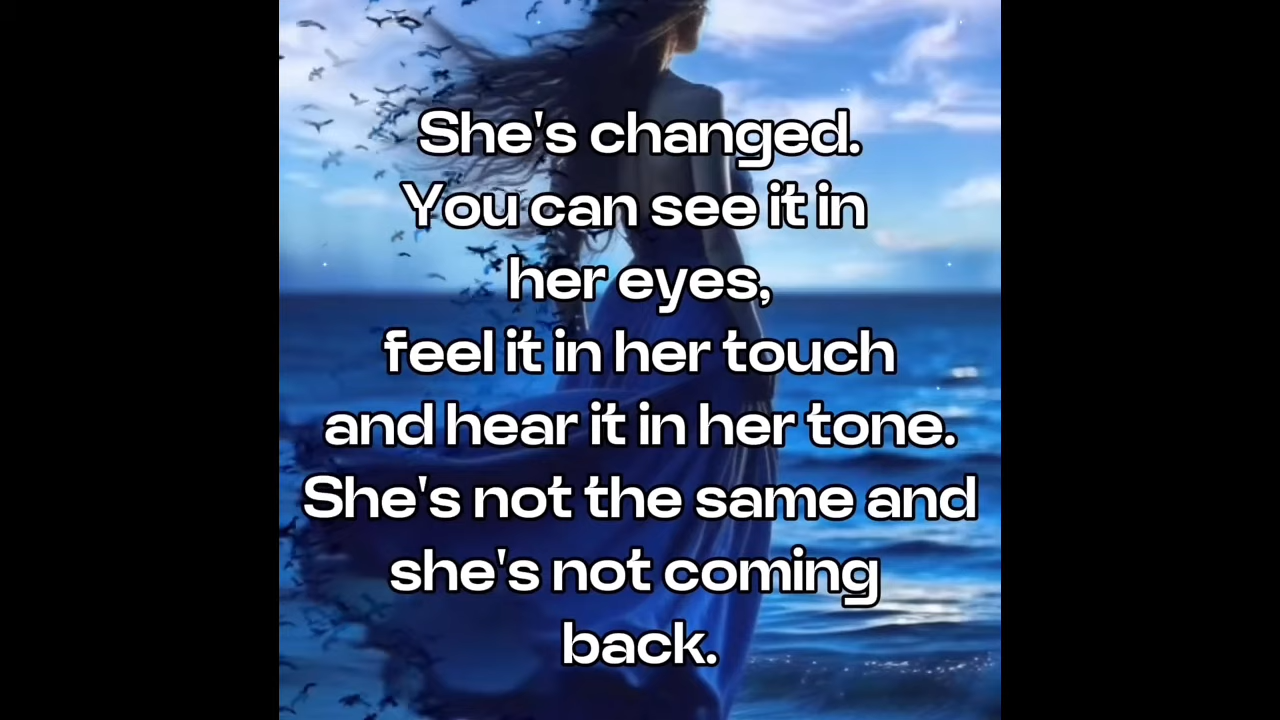 She's changed.
You can see it in
her eyes,
feel it in her touch
and hear it in her tone.
She's not the same and
she's not coming
back.